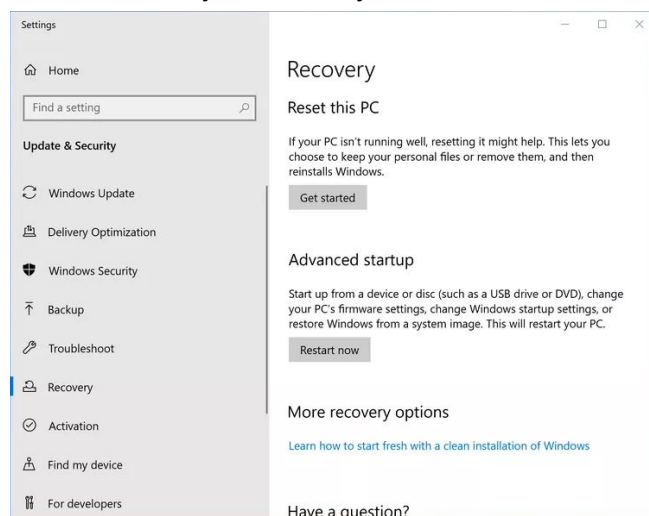 Settings
Home
Find a setting
Update & Security
Windows Update
Delivery Optimization
Windows Security
Backup
Troubleshoot
Recovery
Activation
Find my device
For developers
Recovery
Reset this PC
If your PC isn't running well, resetting it might help. This lets you
choose to keep your personal files or remove them, and then
reinstalls Windows.
Get started
Advanced startup
Start up from a device or disc (such as a USB drive or DVD), change
your PC's firmware settings, change Windows startup settings, or
restore Windows from a system image. This will restart your PC.
Restart now
More recovery options
Learn how to start fresh with a clean installation of Windows
Have a question?